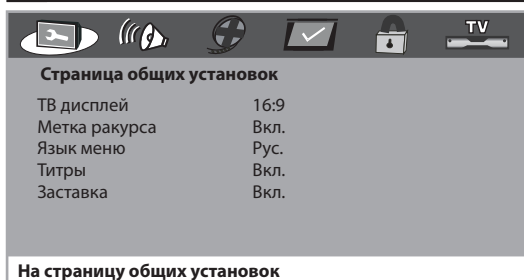 TV
Страница общих установок
ТВ дисплей 16:9
Метка ракурса Вкл.
Язык меню Рус.
Титры Вкл.
Заставка Вкл.
На страницу общих установок